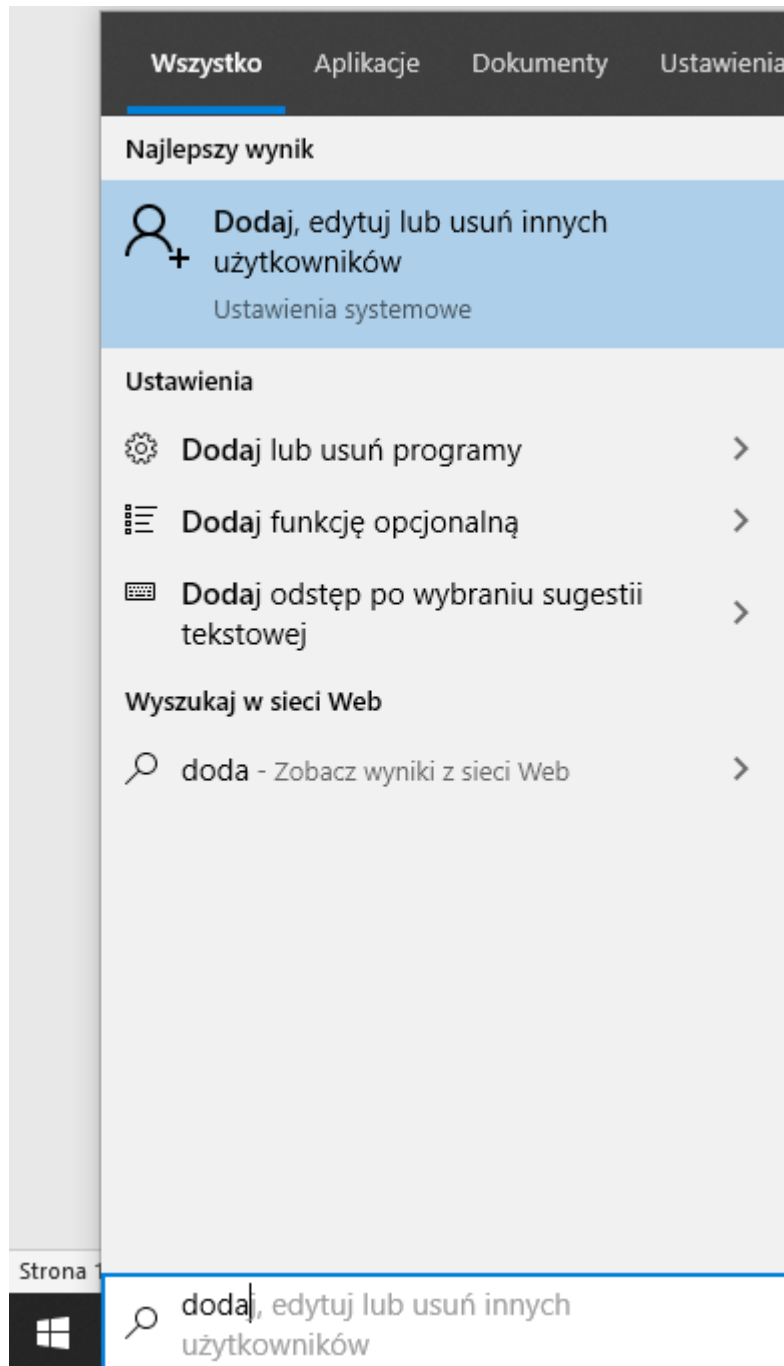 Wszystko Aplikacje Dokumenty Ustawienia
Najlepszy wynik
Dodaj, edytuj lub usuń innych
użytkowników
Ustawienia systemowe
Ustawienia
Dodaj lub usuń programy
Dodaj funkcję opcjonalną
Dodaj odstęp po wybraniu sugestii
tekstowej
Wyszukaj w sieci Web
doda - Zobacz wyniki z sieci Web
Strona 1
dodaj, edytuj lub usuń innych
użytkowników